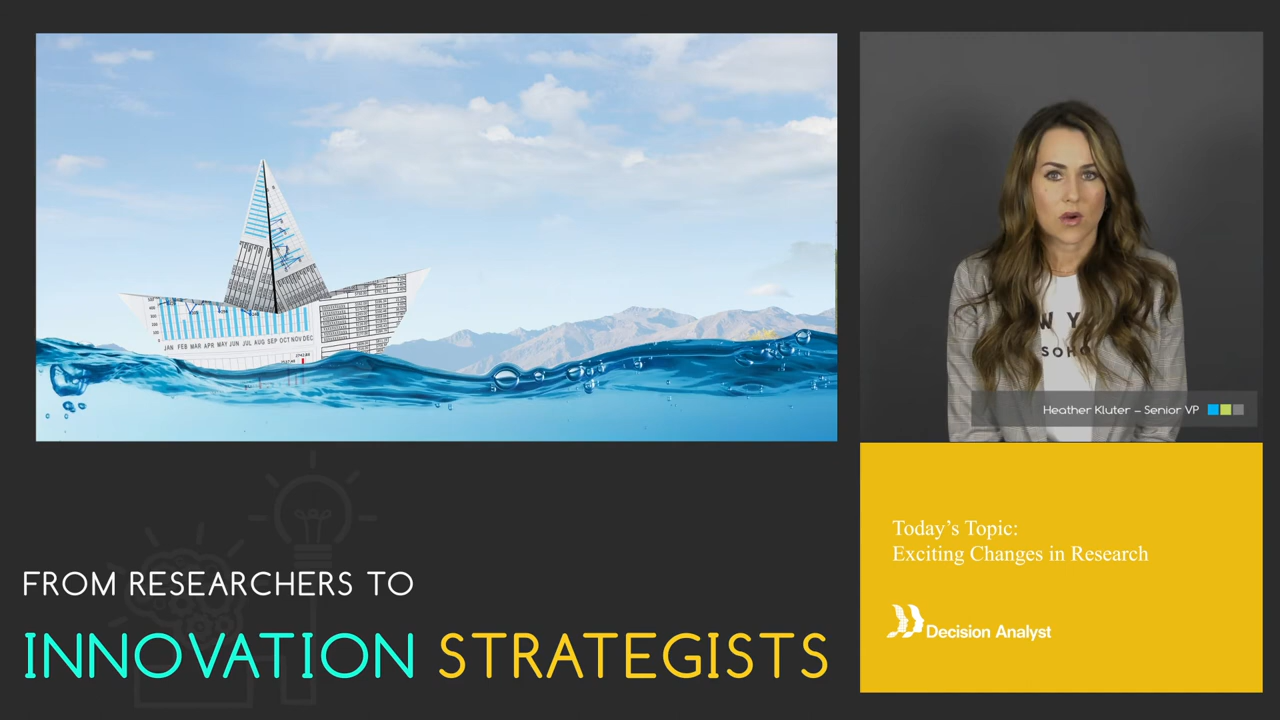 JAN FEB MAR APR MAY JUN JUL AUG SEP OCT NOV DEC
W Y
SOHO
Heather Kluter – Senior VP
Today's Topic:
Exciting Changes in Research
Decision Analyst
FROM RESEARCHERS TO
INNOVATION STRATEGISTS